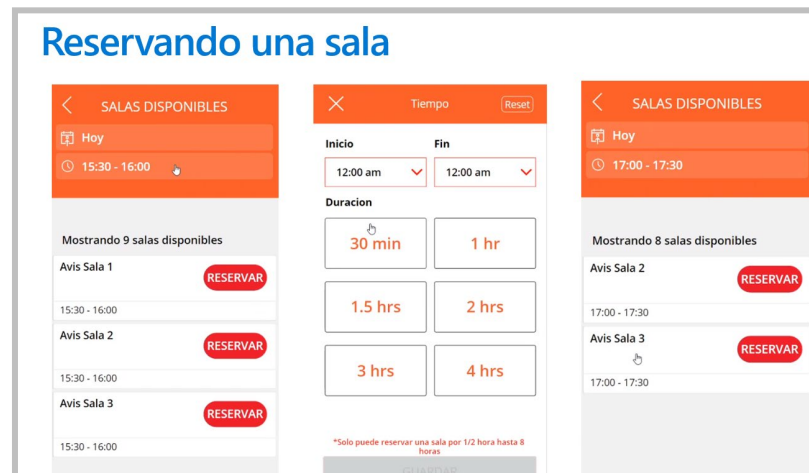 Reservando una sala
SALAS DISPONIBLES
Hoy
15:30 - 16:00
Mostrando 9 salas disponibles
Avis Sala 1
RESERVAR
15:30 - 16:00
Avis Sala 2
RESERVAR
15:30 - 16:00
Avis Sala 3
RESERVAR
15:30 - 16:00
Tiempo
Reset
Inicio Fin
12:00 am 12:00 am
Duracion
30 min 1 hr
1.5 hrs 2 hrs
3 hrs 4 hrs
*Solo puede reservar una sala por 1/2 hora hasta 8
horas
GUARDAR
SALAS DISPONIBLES
Hoy
17:00 - 17:30
Mostrando 8 salas disponibles
Avis Sala 2
RESERVAR
17:00 - 17:30
Avis Sala 3
RESERVAR
17:00 - 17:30